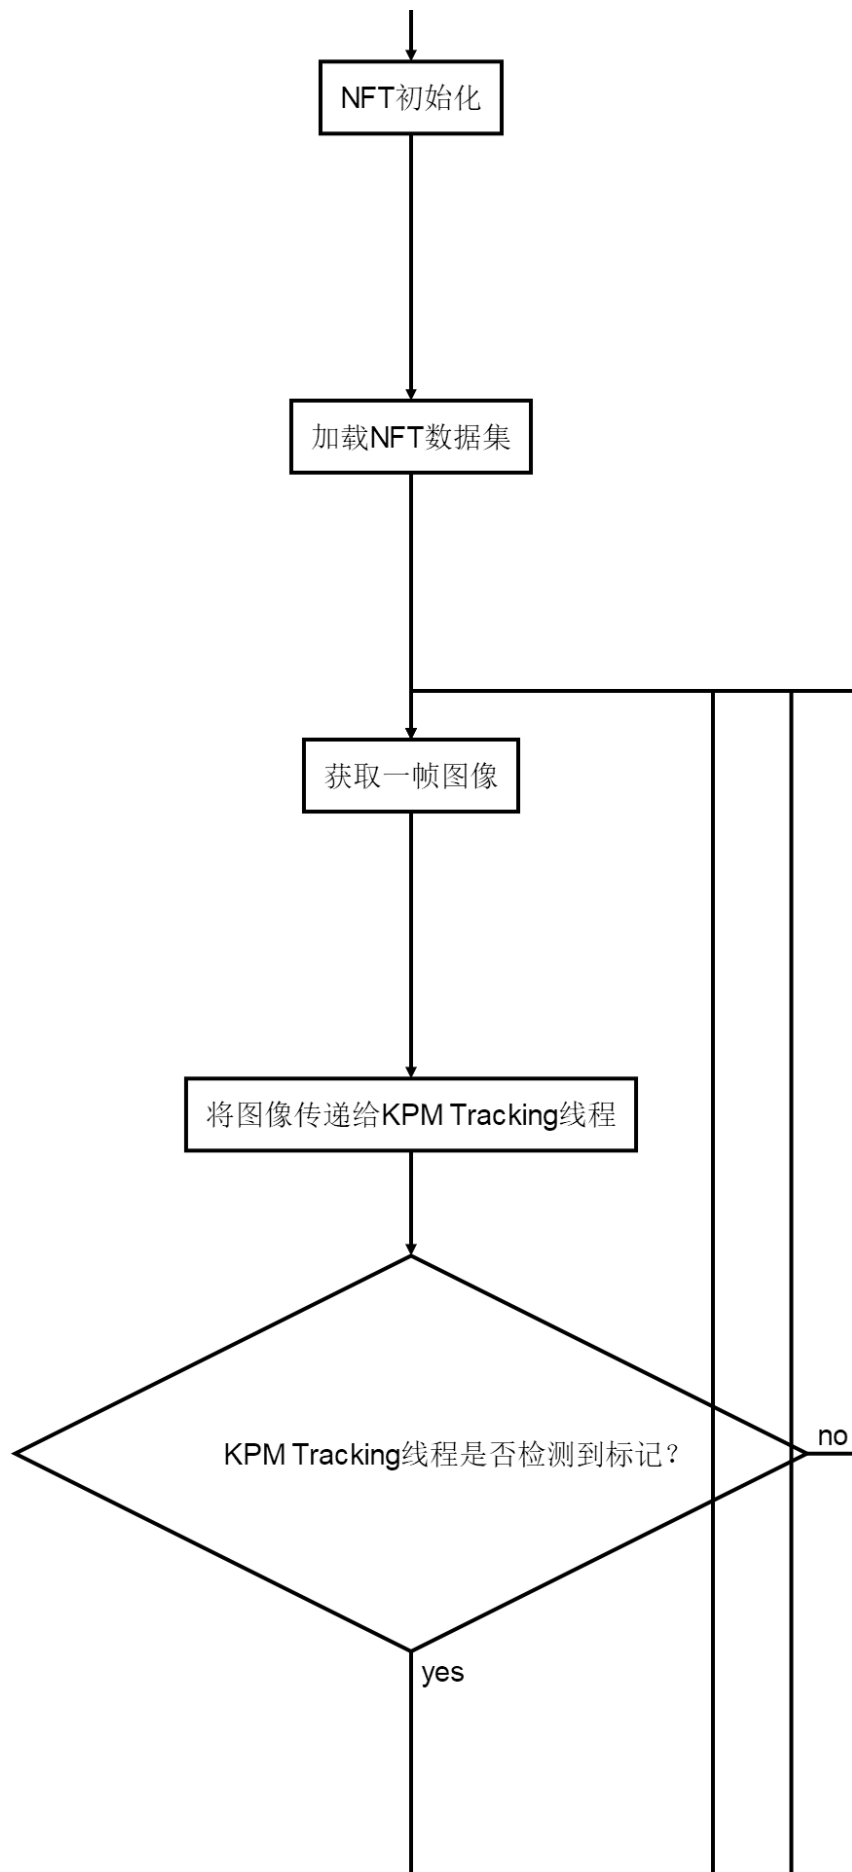 NFT初始化
加载NFT数据集
获取一帧图像
将图像传递给KPM Tracking线程
KPM Tracking线程是否检测到标记？
no
yes